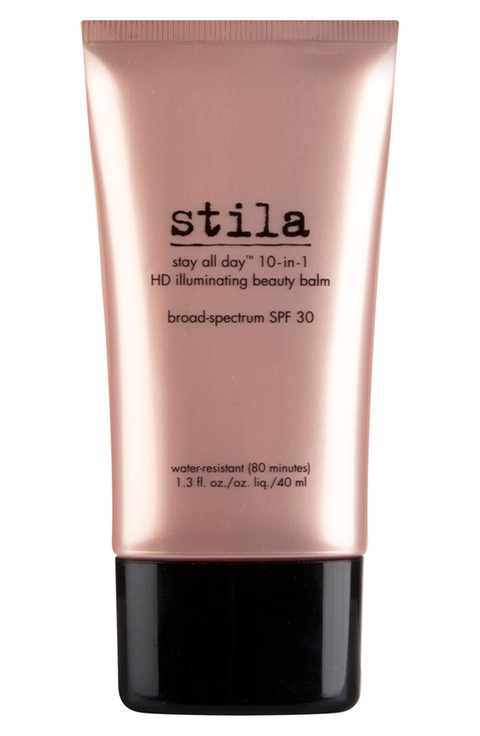 stila
stay all day™ 10-in-1
HD illuminating beauty balm
broad-spectrum SPF 30
water-resistant (80 minutes)
1.3 fl. oz./oz. liq./40 ml